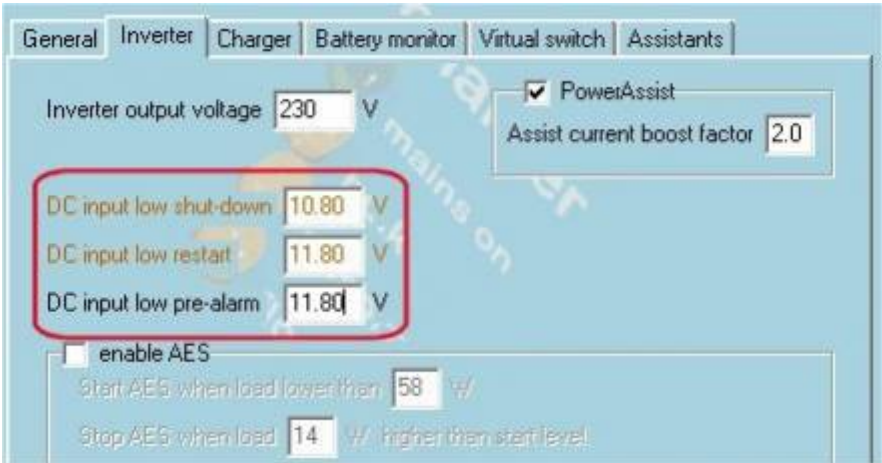 General Inverter Charger Battery monitor Virtual switch Assistants
Inverter output voltage 230 V
PowerAssist
Assist current boost factor 2.0
DC input low shut-down 10.80 V
DC input low restart 11.80 V
DC input low pre-alarm 11.80 V
enable AES
Start AES when load lower than 58 W
Stop AES when load 14 W higher than start level
mains on